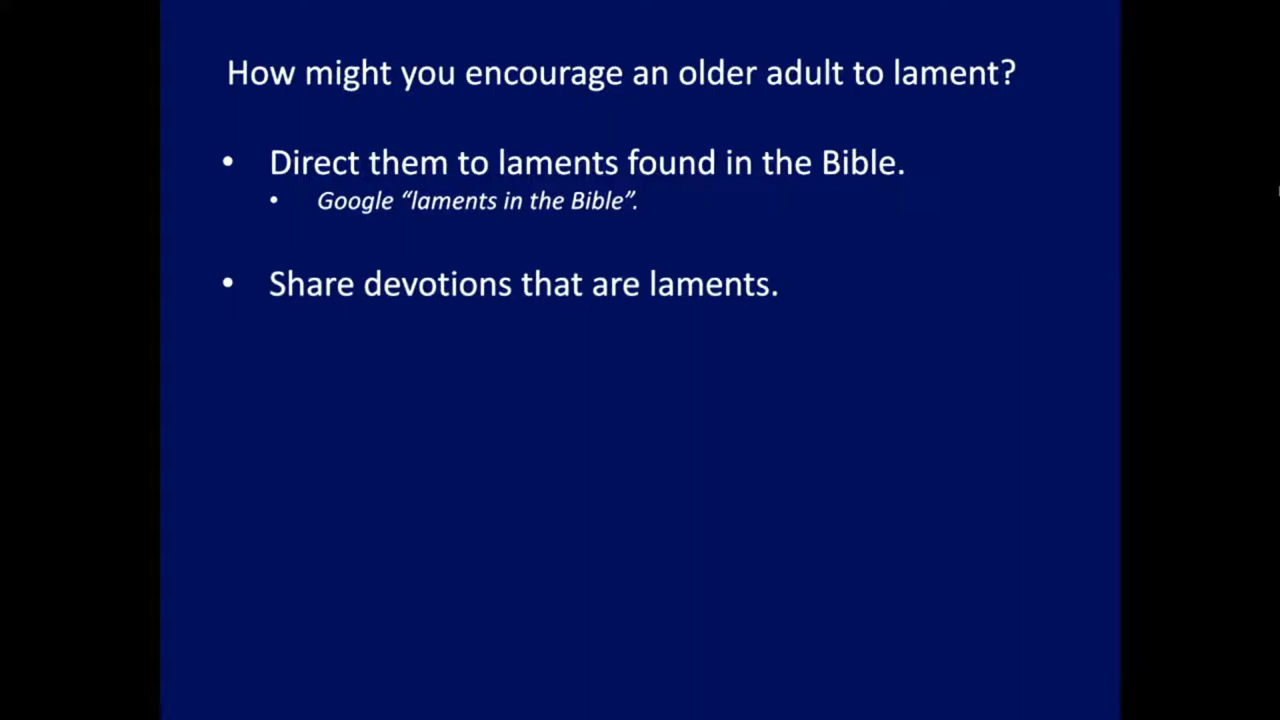 How might you encourage an older adult to lament?
• Direct them to laments found in the Bible.
• Google “laments in the Bible”.
• Share devotions that are laments.